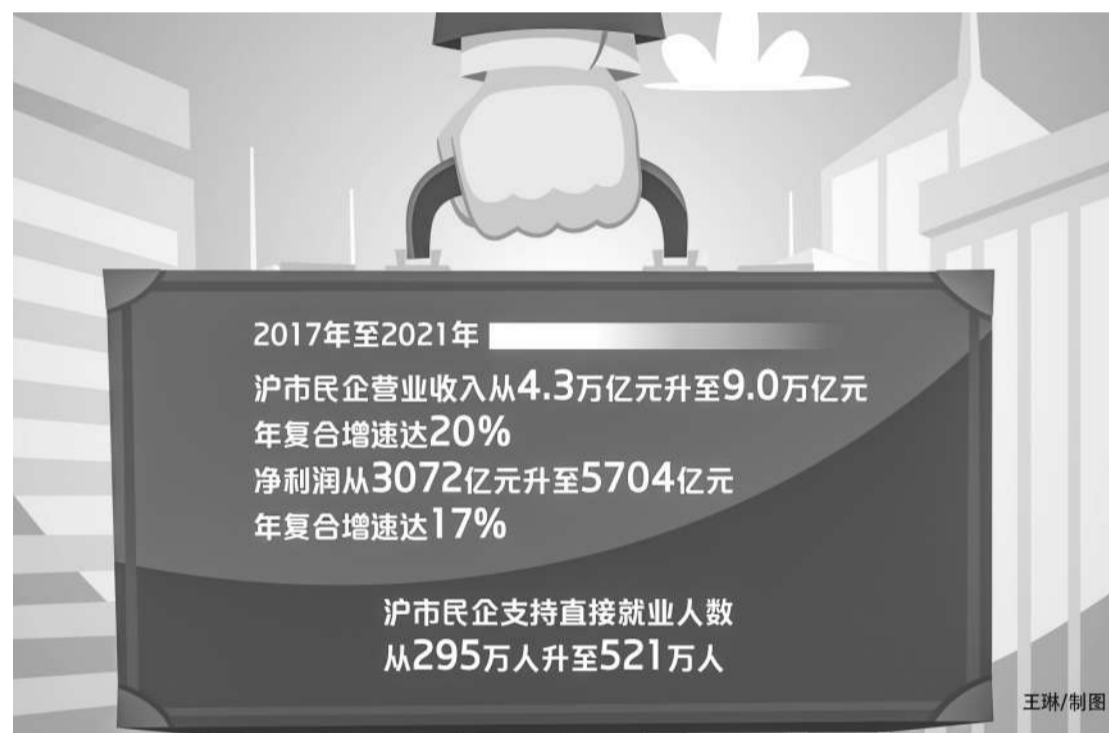 2017年至2021年
沪市民企营业收入从4.3万亿元升至9.0万亿元
年复合增速达20%
净利润从3072亿元升至5704亿元
年复合增速达17%
沪市民企支持直接就业人数
从295万人升至521万人
王琳/制图